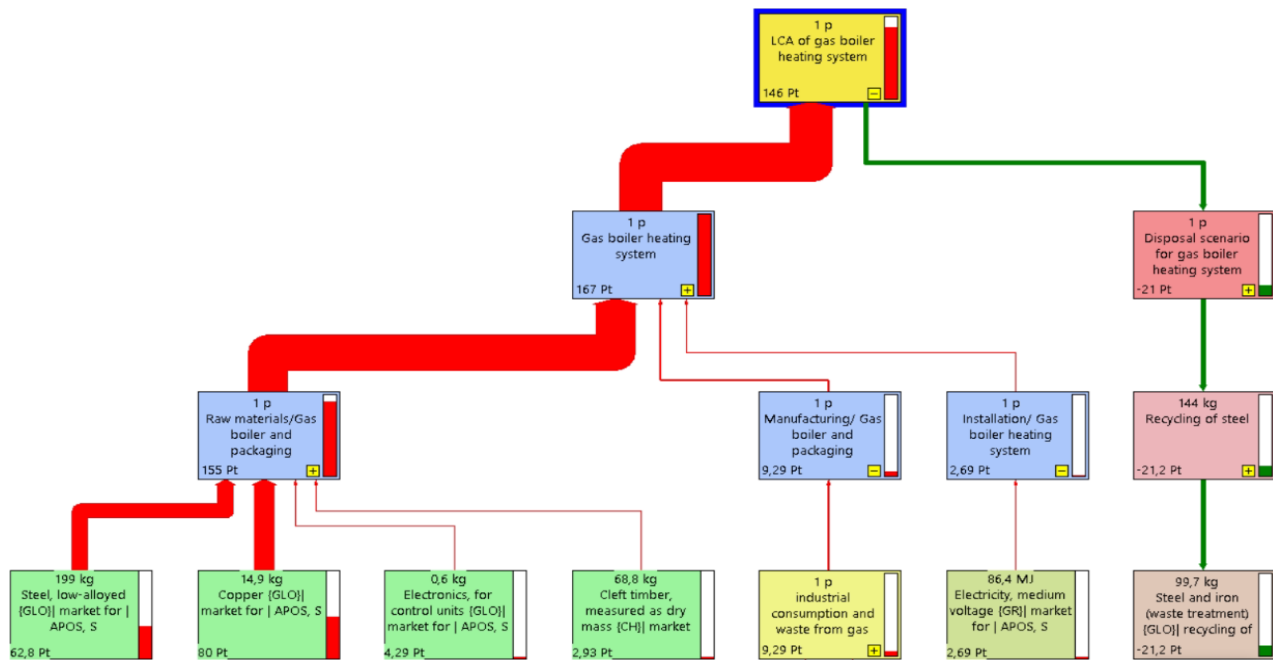 1 p
LCA of gas boiler
heating system
146 Pt
−
1 p
Gas boiler heating
system
167 Pt
+
1 p
Disposal scenario
for gas boiler
heating system
-21 Pt
+
1 p
Raw materials/Gas
boiler and
packaging
155 Pt
+
1 p
Manufacturing/ Gas
boiler and
packaging
9,29 Pt
−
1 p
Installation/ Gas
boiler heating
system
2,69 Pt
−
144 kg
Recycling of steel
-21,2 Pt
+
199 kg
Steel, low-alloyed
{GLO}| market for |
APOS, S
62,8 Pt
14,9 kg
Copper {GLO}|
market for | APOS, S
80 Pt
0,6 kg
Electronics, for
control units {GLO}|
market for | APOS, S
4,29 Pt
68,8 kg
Cleft timber,
measured as dry
mass {CH}| market
2,93 Pt
1 p
industrial
consumption and
waste from gas
9,29 Pt
+
86,4 MJ
Electricity, medium
voltage {GR}| market
for | APOS, S
2,69 Pt
99,7 kg
Steel and iron
(waste treatment)
{GLO}| recycling of
-21,2 Pt